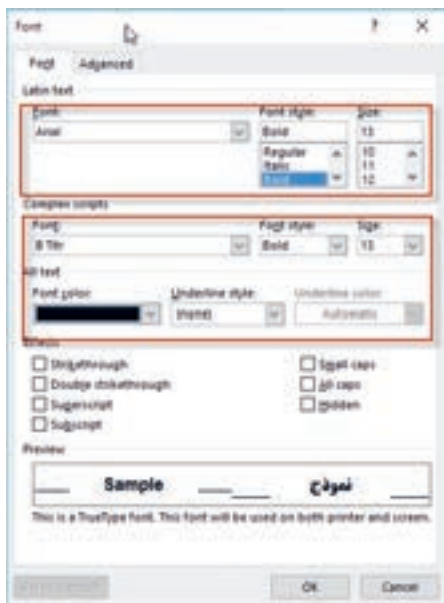 Font ? ×
Font Advanced
Latin text
Font: Font style: Size:
Arial Bold 13
Regular 10
Italic 11
Bold 12
Complex scripts
Font: Font style: Size:
B Titr Bold 13
All text
Font color: Underline style: Underline color:
(none) Automatic
Effects
Strikethrough Small caps
Double strikethrough All caps
Superscript Hidden
Subscript
Preview
Sample نموذج
This is a TrueType font. This font will be used on both printer and screen.
OK Cancel